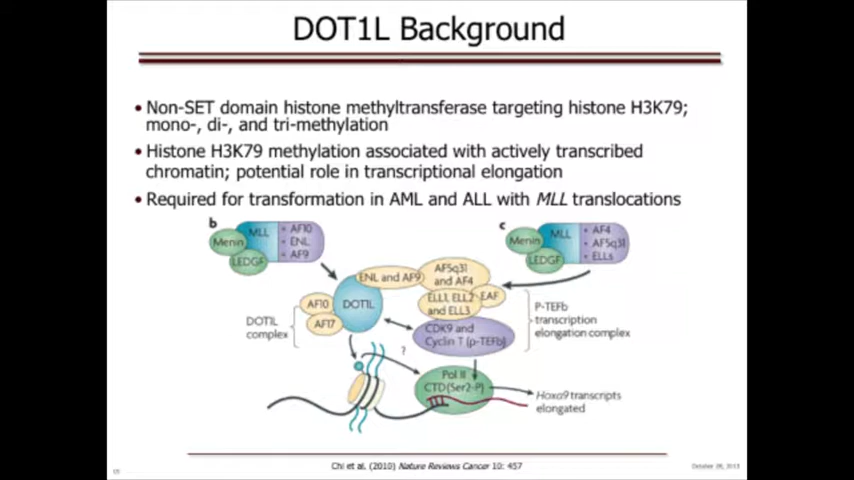 DOT1L Background
• Non-SET domain histone methyltransferase targeting histone H3K79;
mono-, di-, and tri-methylation
• Histone H3K79 methylation associated with actively transcribed
chromatin; potential role in transcriptional elongation
• Required for transformation in AML and ALL with MLL translocations
b
MLL
• AF10
• ENL
• AF9
Menin
LEDGF
c
MLL
• AF4
• AF5q31
• ELLs
Menin
LEDGF
ENL and AF9
AF5q31
and AF4
AF10
DOT1L
AF17
ELL1, ELL2
and ELL3
EAF
DOT1L
complex
CDK9 and
Cyclin T (p-TEFb)
P-TEFb
transcription
elongation complex
?
Pol II
CTD(Ser2-P)
Hoxa9 transcripts
elongated
Chi et al. (2010) Nature Reviews Cancer 10: 457